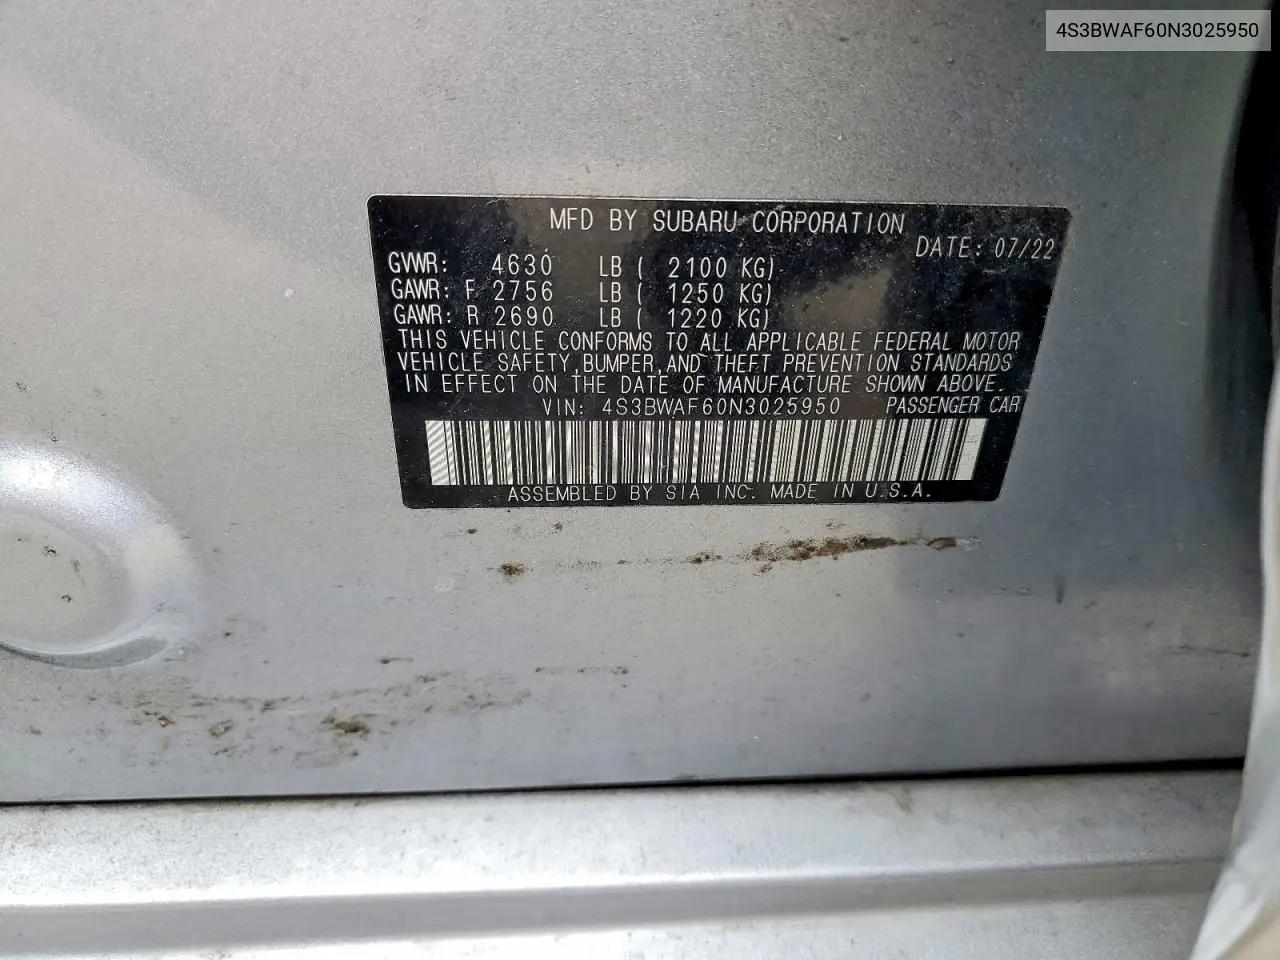 4S3BWAF60N3025950
MFD BY SUBARU CORPORATION
DATE: 07/22
GVWR: 4630 LB ( 2100 KG)
GAWR: F 2756 LB ( 1250 KG)
GAWR: R 2690 LB ( 1220 KG)
THIS VEHICLE CONFORMS TO ALL APPLICABLE FEDERAL MOTOR
VEHICLE SAFETY,BUMPER,AND THEFT PREVENTION STANDARDS
IN EFFECT ON THE DATE OF MANUFACTURE SHOWN ABOVE.
VIN: 4S3BWAF60N3025950 PASSENGER CAR
ASSEMBLED BY SIA INC. MADE IN U.S.A.